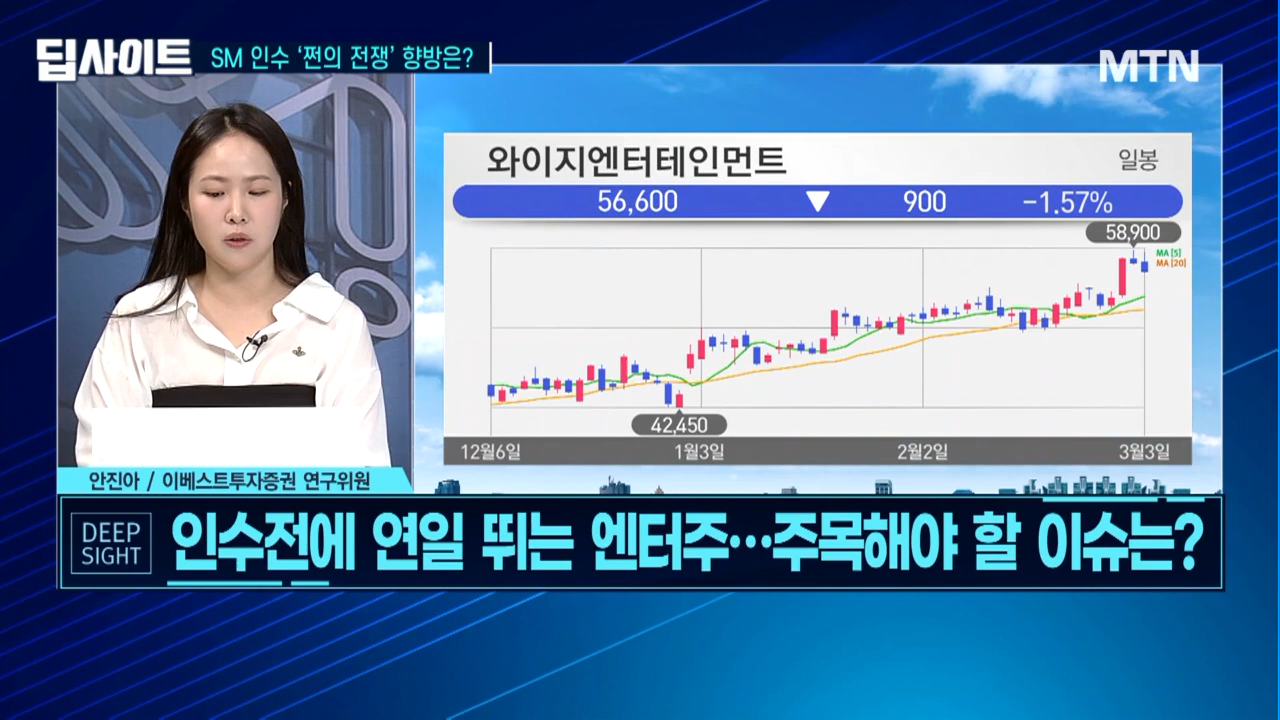 딥사이트 SM 인수 ‘쩐의 전쟁’ 향방은?
MTN
와이지엔터테인먼트
일봉
56,600 ▼ 900 -1.57%
58,900
MA [5]
MA [20]
42,450
12월6일 1월3일 2월2일 3월3일
안진아 / 이베스트투자증권 연구위원
DEEP
SIGHT
인수전에 연일 뛰는 엔터주…주목해야 할 이슈는?